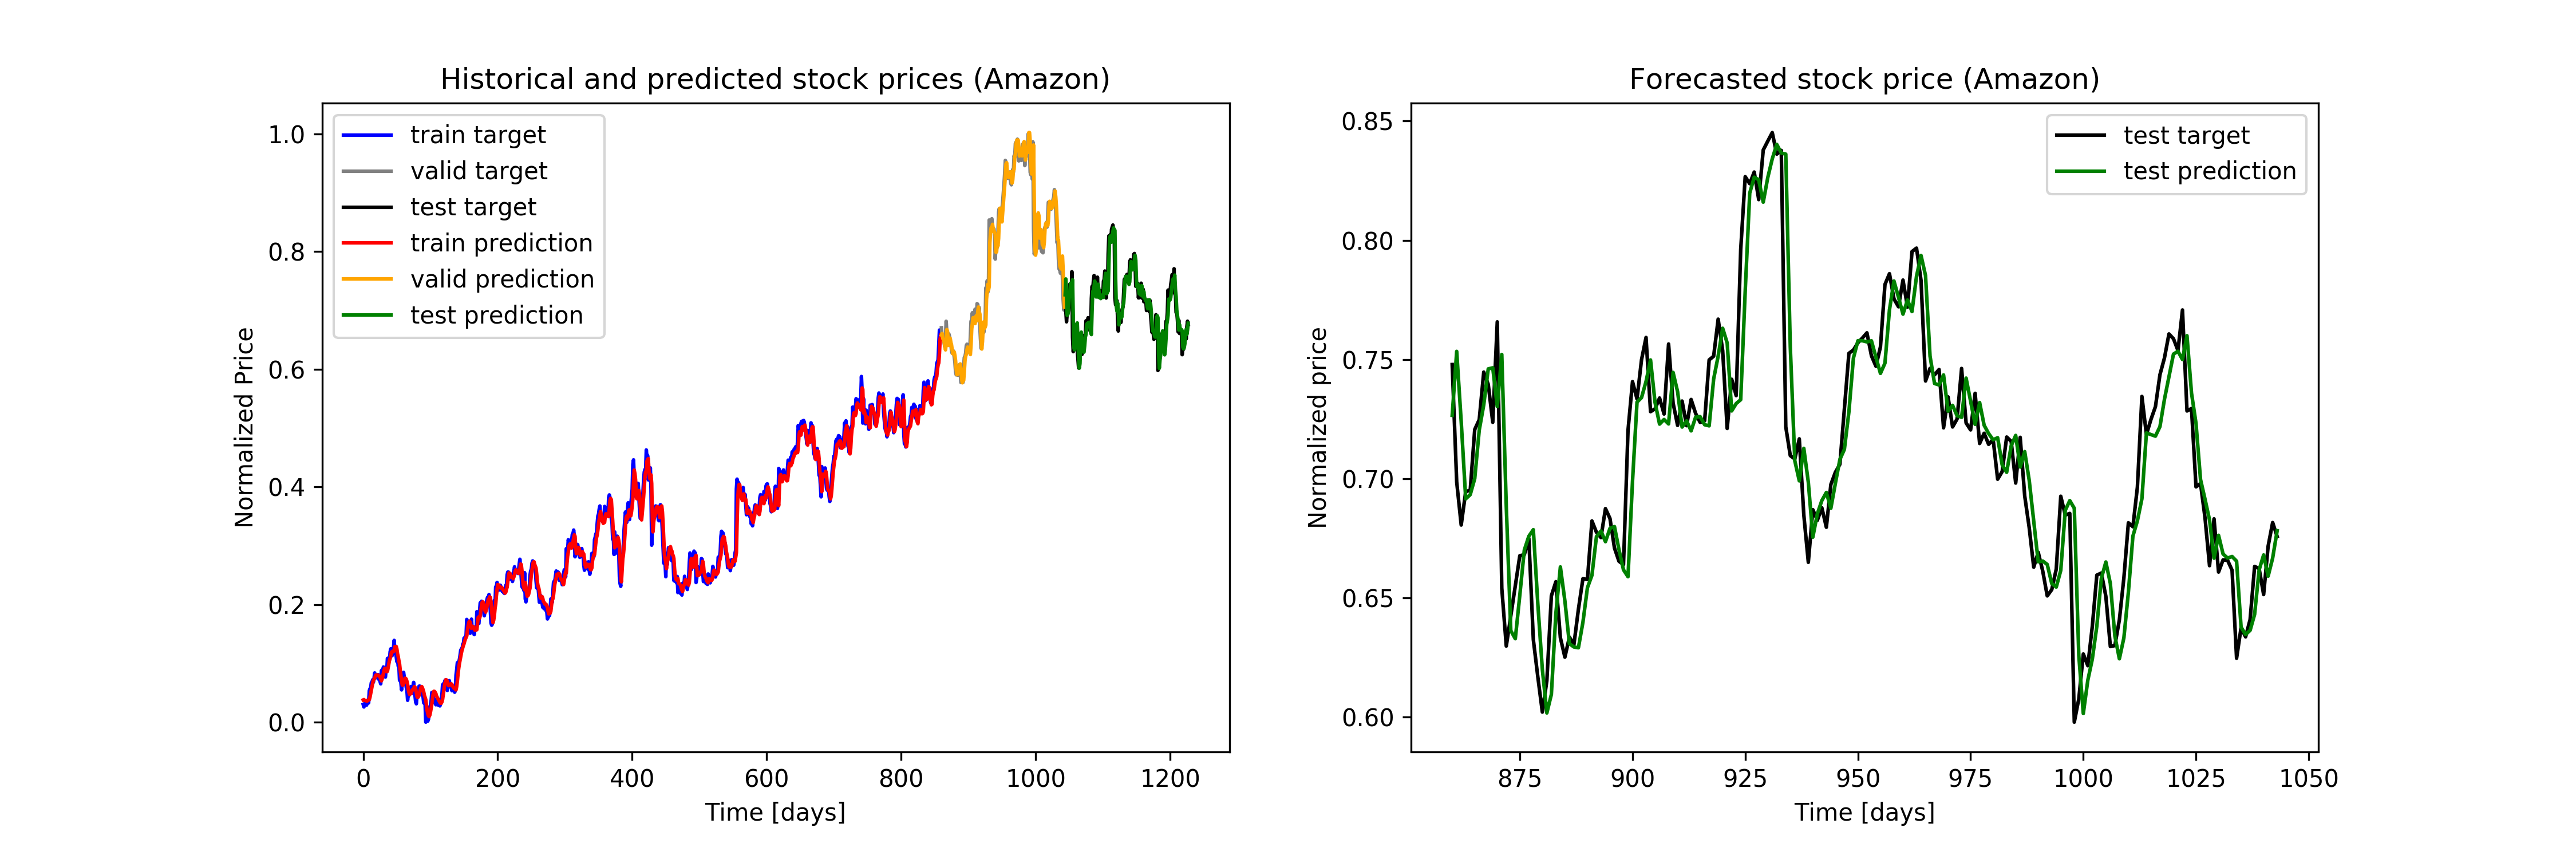 Historical and predicted stock prices (Amazon)
1.0
0.8
0.6
0.4
0.2
0.0
Normalized Price
train target
valid target
test target
train prediction
valid prediction
test prediction
0 200 400 600 800 1000 1200
Time [days]
Forecasted stock price (Amazon)
0.85
0.80
0.75
0.70
0.65
0.60
Normalized price
test target
test prediction
875 900 925 950 975 1000 1025 1050
Time [days]